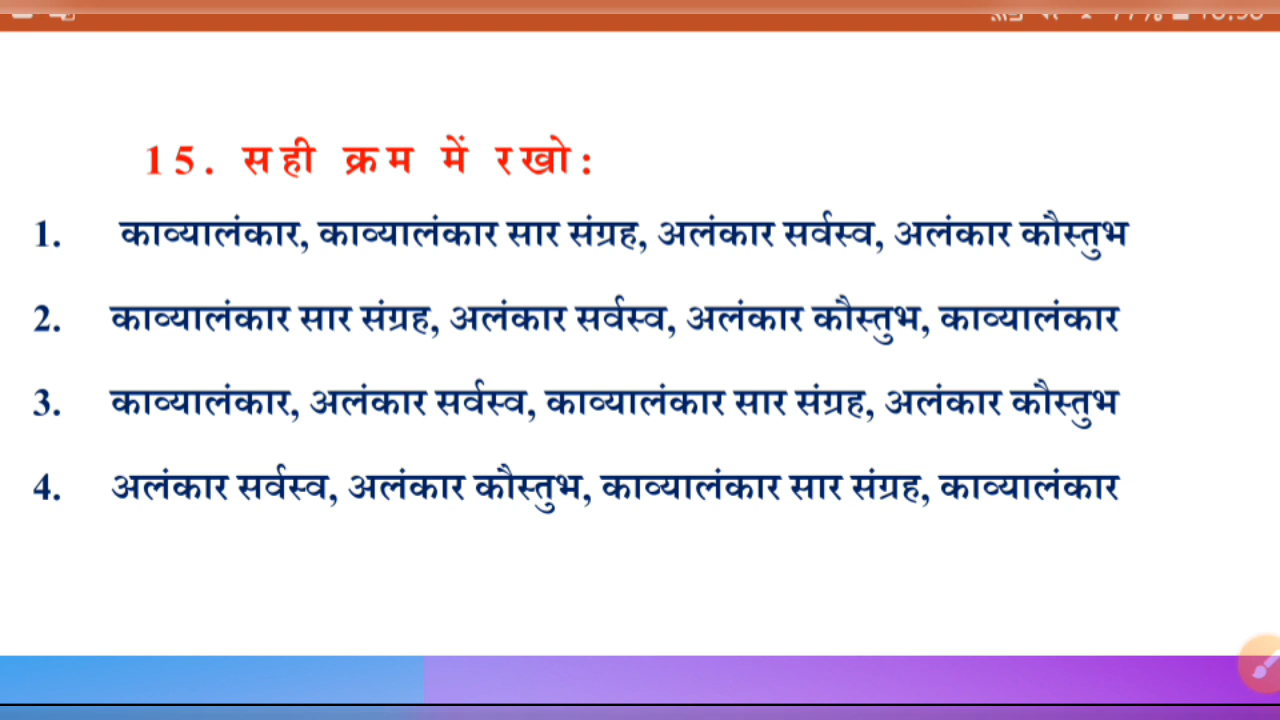 15. सही क्रम में रखो:
1. काव्यालंकार, काव्यालंकार सार संग्रह, अलंकार सर्वस्व, अलंकार कौस्तुभ
2. काव्यालंकार सार संग्रह, अलंकार सर्वस्व, अलंकार कौस्तुभ, काव्यालंकार
3. काव्यालंकार, अलंकार सर्वस्व, काव्यालंकार सार संग्रह, अलंकार कौस्तुभ
4. अलंकार सर्वस्व, अलंकार कौस्तुभ, काव्यालंकार सार संग्रह, काव्यालंकार